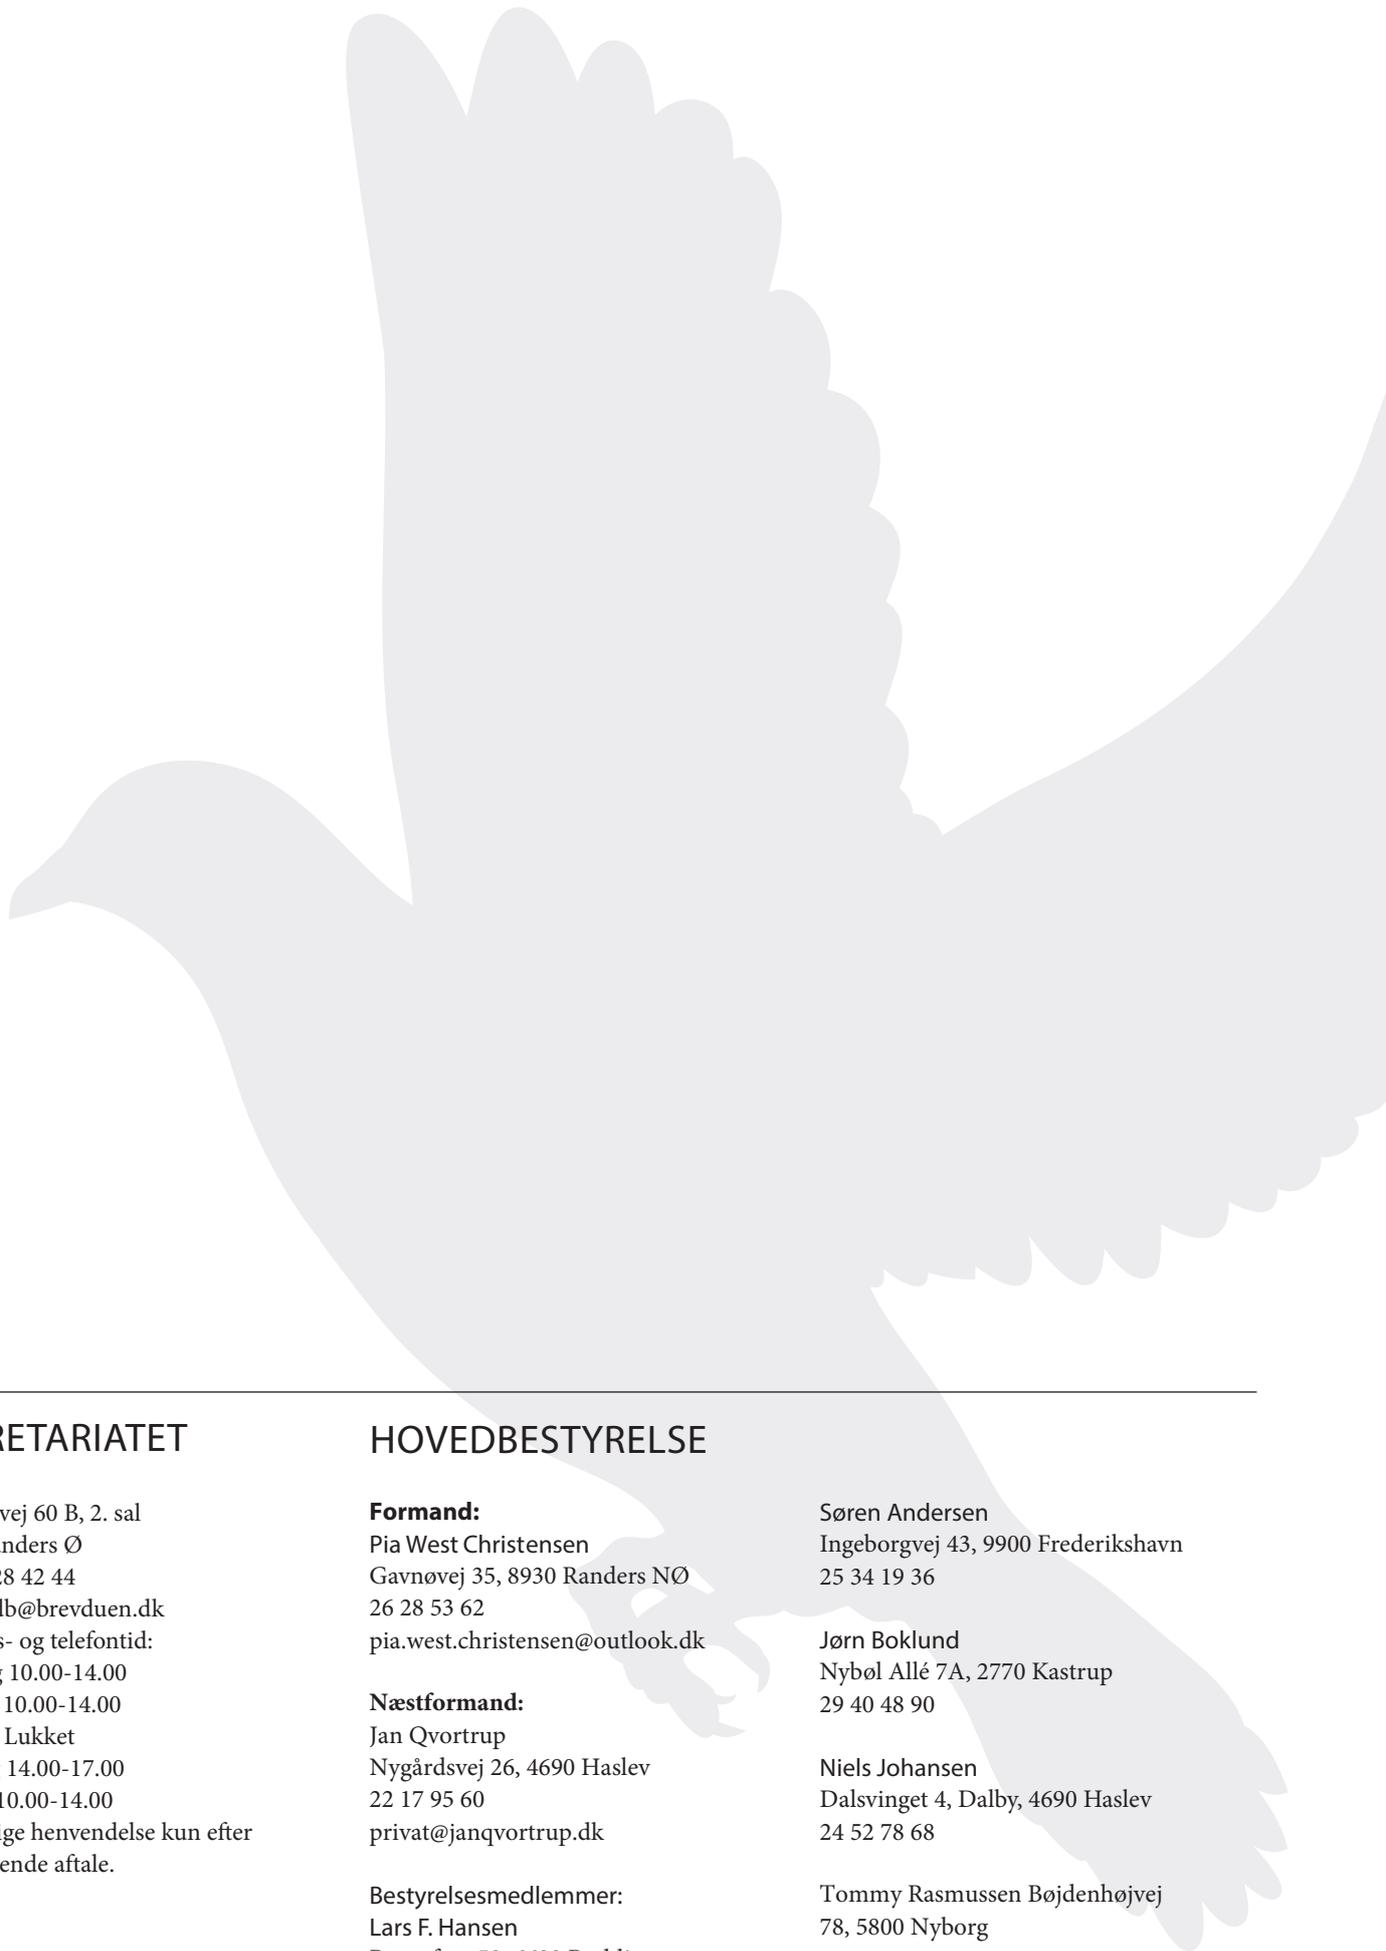 RETARIATET
vej 60 B, 2. sal
nders Ø
28 42 44
lb@brevduen.dk
s- og telefontid:
g 10.00-14.00
10.00-14.00
Lukket
14.00-17.00
10.00-14.00
ige henvendelse kun efter
ende aftale.
HOVEDBESTYRELSE
Formand:
Pia West Christensen
Gavnøvej 35, 8930 Randers NØ
26 28 53 62
pia.west.christensen@outlook.dk
Næstformand:
Jan Qvortrup
Nygårdsvej 26, 4690 Haslev
22 17 95 60
privat@janqvortrup.dk
Bestyrelsesmedlemmer:
Lars F. Hansen
Søren Andersen
Ingeborgvej 43, 9900 Frederikshavn
25 34 19 36
Jørn Boklund
Nybøl Allé 7A, 2770 Kastrup
29 40 48 90
Niels Johansen
Dalsvinget 4, Dalby, 4690 Haslev
24 52 78 68
Tommy Rasmussen Bøjdenhøjvej
78, 5800 Nyborg